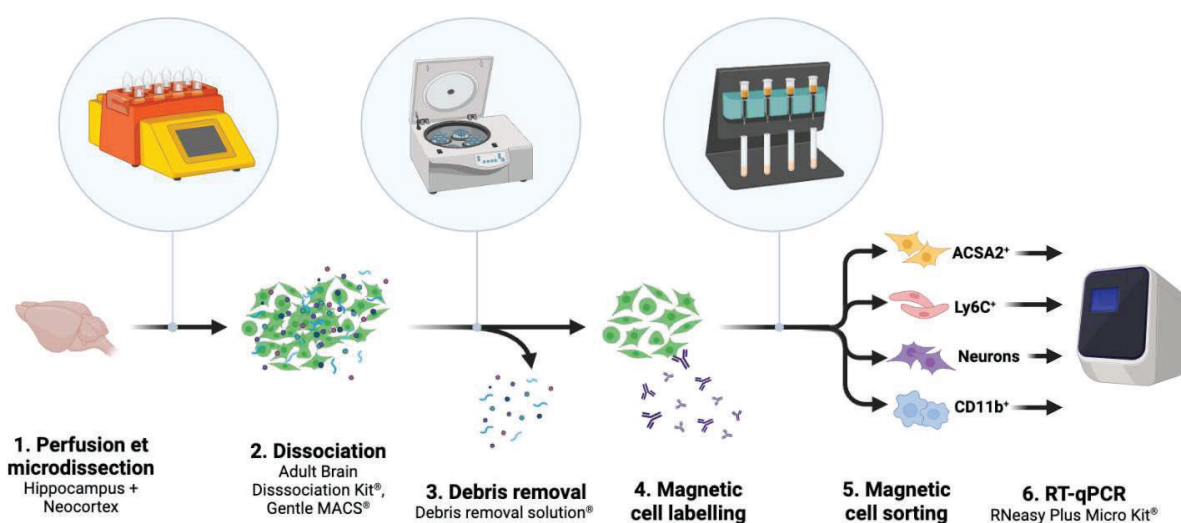 ACSA2⁺
Ly6C⁺
Neurons
CD11b⁺
1. Perfusion et
microdissection
Hippocampus +
Neocortex
2. Dissociation
Adult Brain
Disssociation Kit®,
Gentle MACS®
3. Debris removal
Debris removal solution®
4. Magnetic
cell labelling
5. Magnetic
cell sorting
6. RT-qPCR
RNeasy Plus Micro Kit®